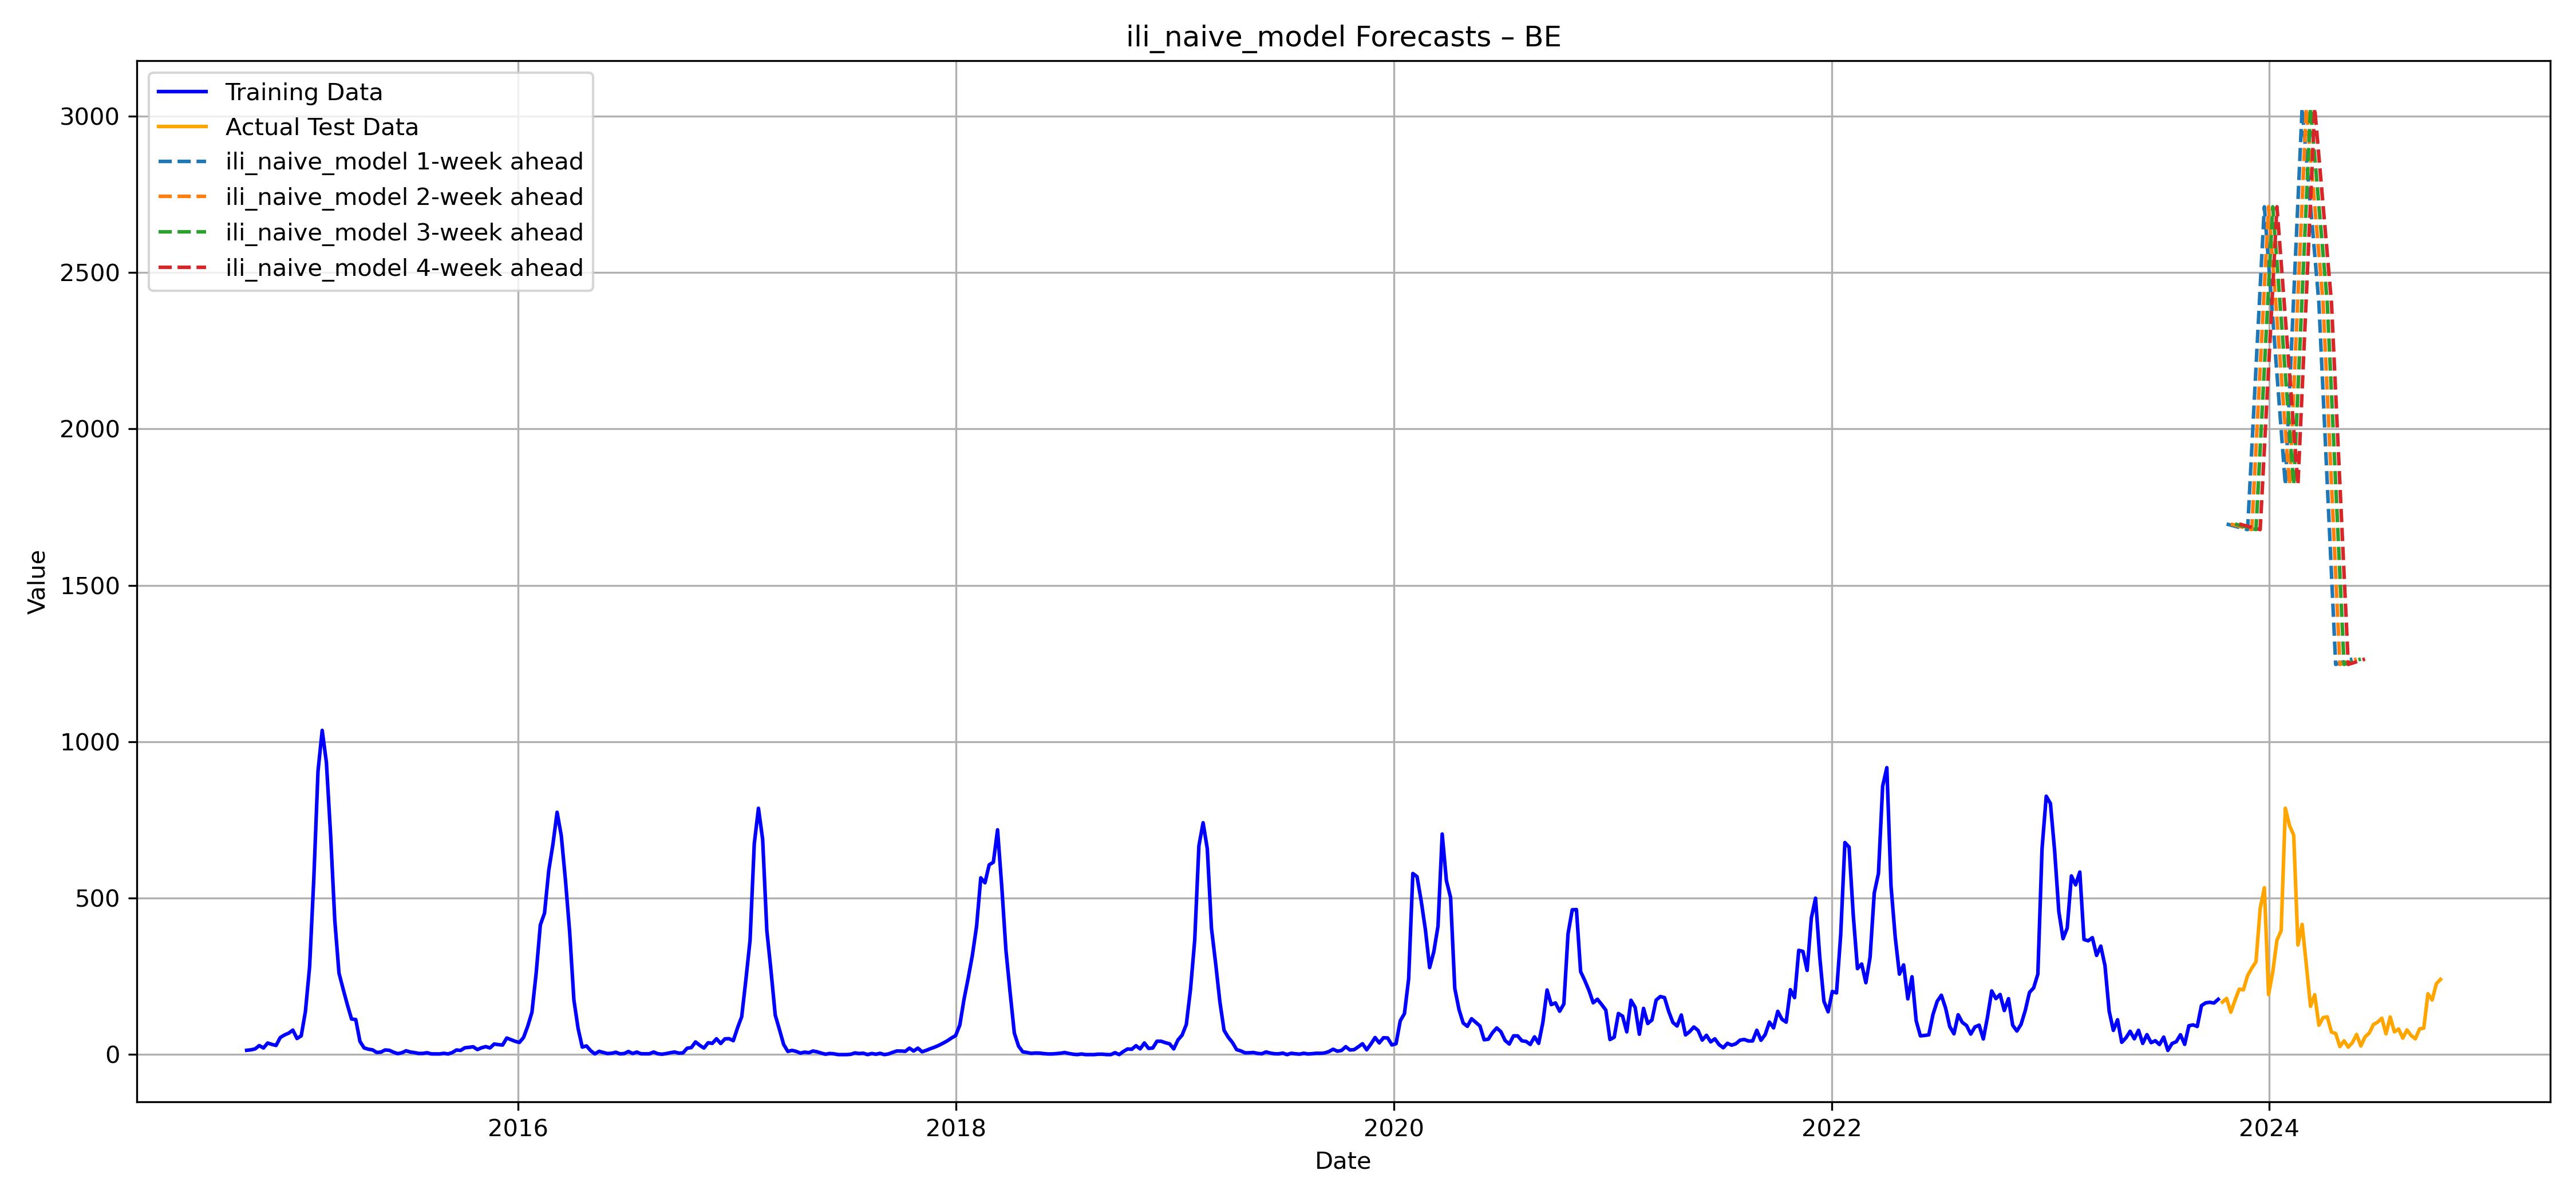 ili_naive_model Forecasts – BE
Training Data
Actual Test Data
ili_naive_model 1-week ahead
ili_naive_model 2-week ahead
ili_naive_model 3-week ahead
ili_naive_model 4-week ahead
Value
3000
2500
2000
1500
1000
500
0
2016
2018
2020
2022
2024
Date